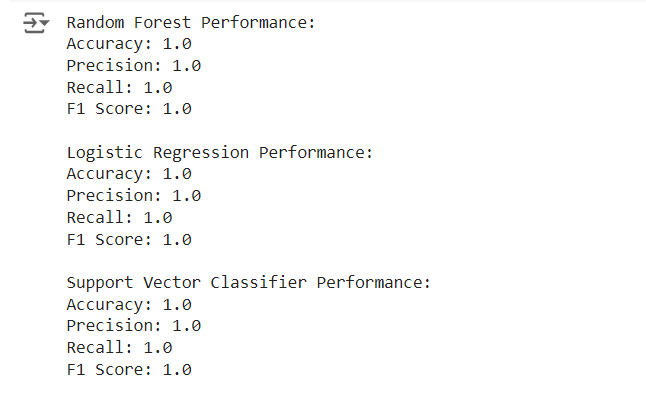 Random Forest Performance:
Accuracy: 1.0
Precision: 1.0
Recall: 1.0
F1 Score: 1.0
Logistic Regression Performance:
Accuracy: 1.0
Precision: 1.0
Recall: 1.0
F1 Score: 1.0
Support Vector Classifier Performance:
Accuracy: 1.0
Precision: 1.0
Recall: 1.0
F1 Score: 1.0